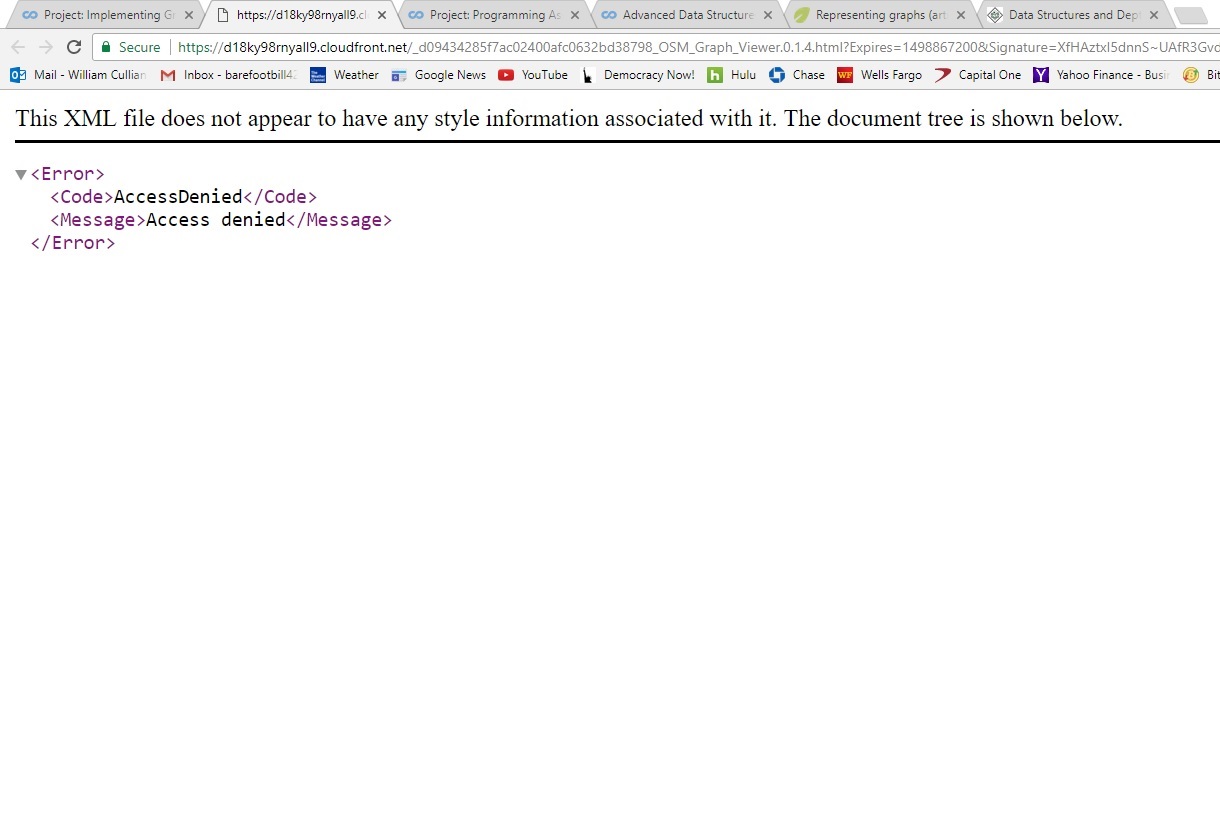 Project: Implementing Gr
https://d18ky98rnyall9.cl
Project: Programming As
Advanced Data Structure
Representing graphs (art
Data Structures and Dep
Secure
https://d18ky98rnyall9.cloudfront.net/_d09434285f7ac02400afc0632bd38798_OSM_Graph_Viewer.0.1.4.html?Expires=1498867200&Signature=XfHAztxI5dnnS~UAfR3Gvd
Mail - William Cullian
Inbox - barefootbill42
Weather
Google News
YouTube
Democracy Now!
Hulu
Chase
Wells Fargo
Capital One
Yahoo Finance - Busi
Bit
This XML file does not appear to have any style information associated with it. The document tree is shown below.
▼<Error>
<Code>AccessDenied</Code>
<Message>Access denied</Message>
</Error>